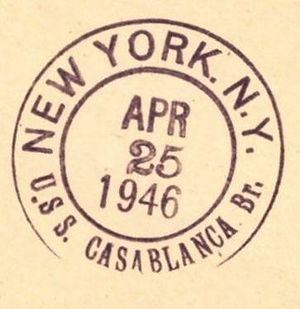 NEW YORK. N.Y.
APR
25
1946
U.S.S. CASABLANCA Br.